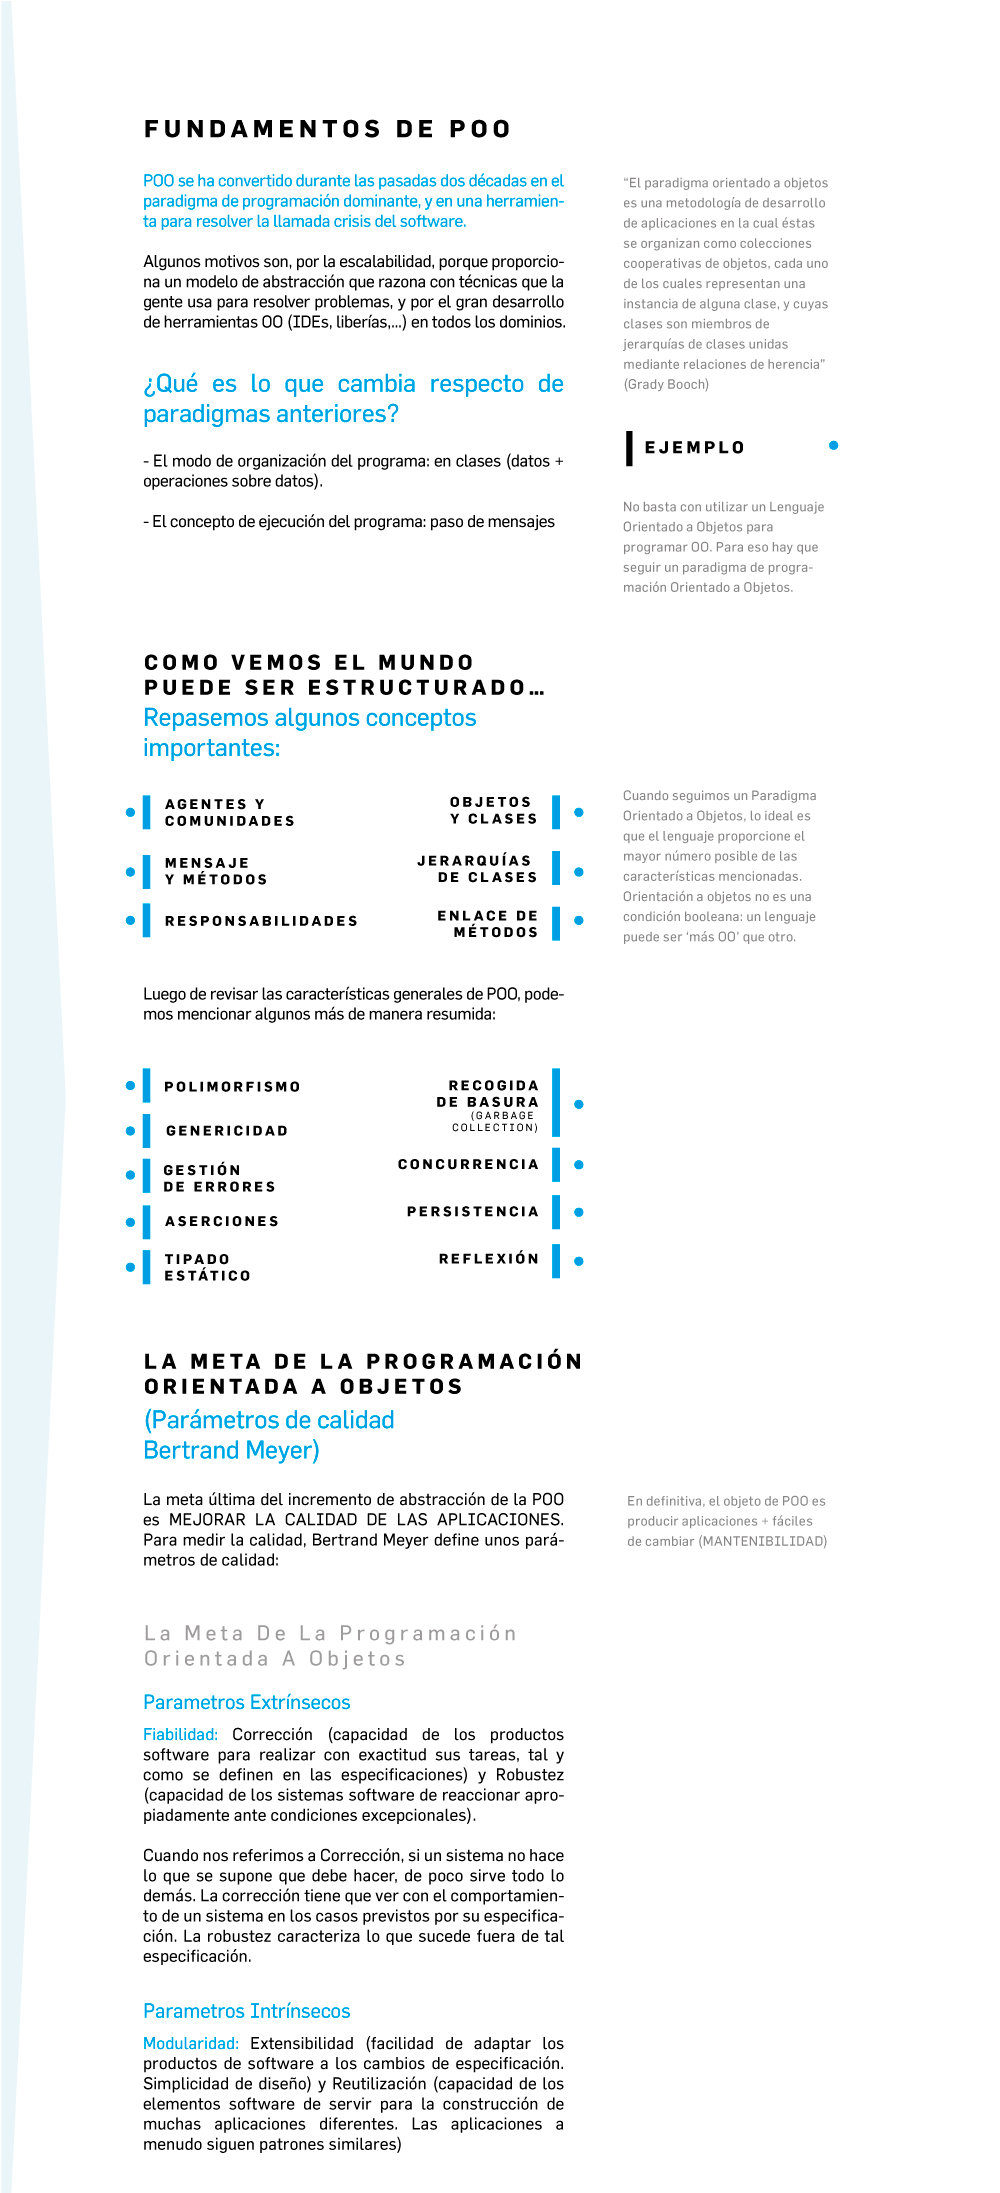 FUNDAMENTOS DE POO
POO se ha convertido durante las pasadas dos décadas en el
paradigma de programación dominante, y en una herramien-
ta para resolver la llamada crisis del software.
Algunos motivos son, por la escalabilidad, porque proporcio-
na un modelo de abstracción que razona con técnicas que la
gente usa para resolver problemas, y por el gran desarrollo
de herramientas OO (IDEs, liberías,...) en todos los dominios.
¿Qué es lo que cambia respecto de
paradigmas anteriores?
- El modo de organización del programa: en clases (datos +
operaciones sobre datos).
- El concepto de ejecución del programa: paso de mensajes
“El paradigma orientado a objetos
es una metodología de desarrollo
de aplicaciones en la cual éstas
se organizan como colecciones
cooperativas de objetos, cada uno
de los cuales representan una
instancia de alguna clase, y cuyas
clases son miembros de
jerarquías de clases unidas
mediante relaciones de herencia”
(Grady Booch)
EJEMPLO
No basta con utilizar un Lenguaje
Orientado a Objetos para
programar OO. Para eso hay que
seguir un paradigma de progra-
mación Orientado a Objetos.
COMO VEMOS EL MUNDO
PUEDE SER ESTRUCTURADO...
Repasemos algunos conceptos
importantes:
AGENTES Y
COMUNIDADES
MENSAJE
Y MÉTODOS
RESPONSABILIDADES
OBJETOS
Y CLASES
JERARQUÍAS
DE CLASES
ENLACE DE
MÉTODOS
Cuando seguimos un Paradigma
Orientado a Objetos, lo ideal es
que el lenguaje proporcione el
mayor número posible de las
características mencionadas.
Orientación a objetos no es una
condición booleana: un lenguaje
puede ser ‘más OO’ que otro.
Luego de revisar las características generales de POO, pode-
mos mencionar algunos más de manera resumida:
POLIMORFISMO
GENERICIDAD
GESTIÓN
DE ERRORES
ASERCIONES
TIPADO
ESTÁTICO
RECOGIDA
DE BASURA
(GARBAGE
COLLECTION)
CONCURRENCIA
PERSISTENCIA
REFLEXIÓN
LA META DE LA PROGRAMACIÓN
ORIENTADA A OBJETOS
(Parámetros de calidad
Bertrand Meyer)
La meta última del incremento de abstracción de la POO
es MEJORAR LA CALIDAD DE LAS APLICACIONES.
Para medir la calidad, Bertrand Meyer define unos pará-
metros de calidad:
En definitiva, el objeto de POO es
producir aplicaciones + fáciles
de cambiar (MANTENIBILIDAD)
La Meta De La Programación
Orientada A Objetos
Parametros Extrínsecos
Fiabilidad: Corrección (capacidad de los productos
software para realizar con exactitud sus tareas, tal y
como se definen en las especificaciones) y Robustez
(capacidad de los sistemas software de reaccionar apro-
piadamente ante condiciones excepcionales).
Cuando nos referimos a Corrección, si un sistema no hace
lo que se supone que debe hacer, de poco sirve todo lo
demás. La corrección tiene que ver con el comportamien-
to de un sistema en los casos previstos por su especifica-
ción. La robustez caracteriza lo que sucede fuera de tal
especificación.
Parametros Intrínsecos
Modularidad: Extensibilidad (facilidad de adaptar los
productos de software a los cambios de especificación.
Simplicidad de diseño) y Reutilización (capacidad de los
elementos software de servir para la construcción de
muchas aplicaciones diferentes. Las aplicaciones a
menudo siguen patrones similares)